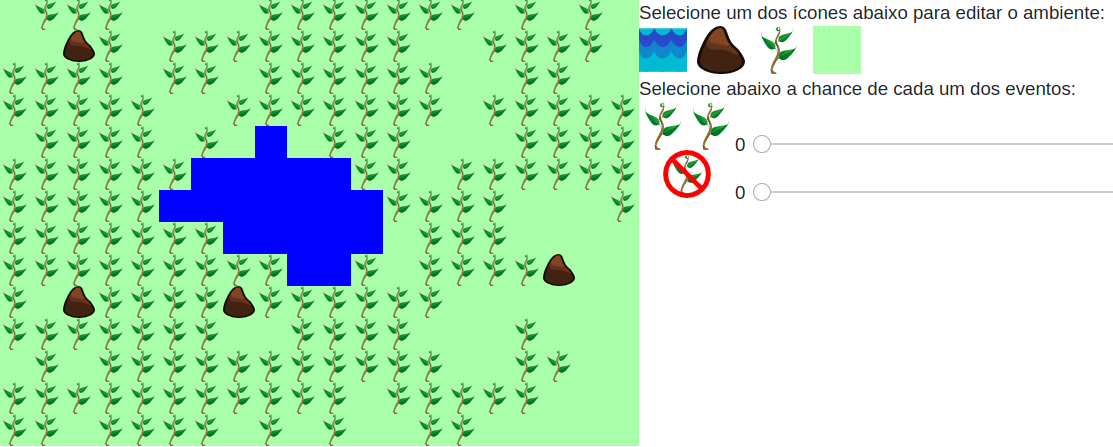 Selecione um dos ícones abaixo para editar o ambiente:
Selecione abaixo a chance de cada um dos eventos:
0
0